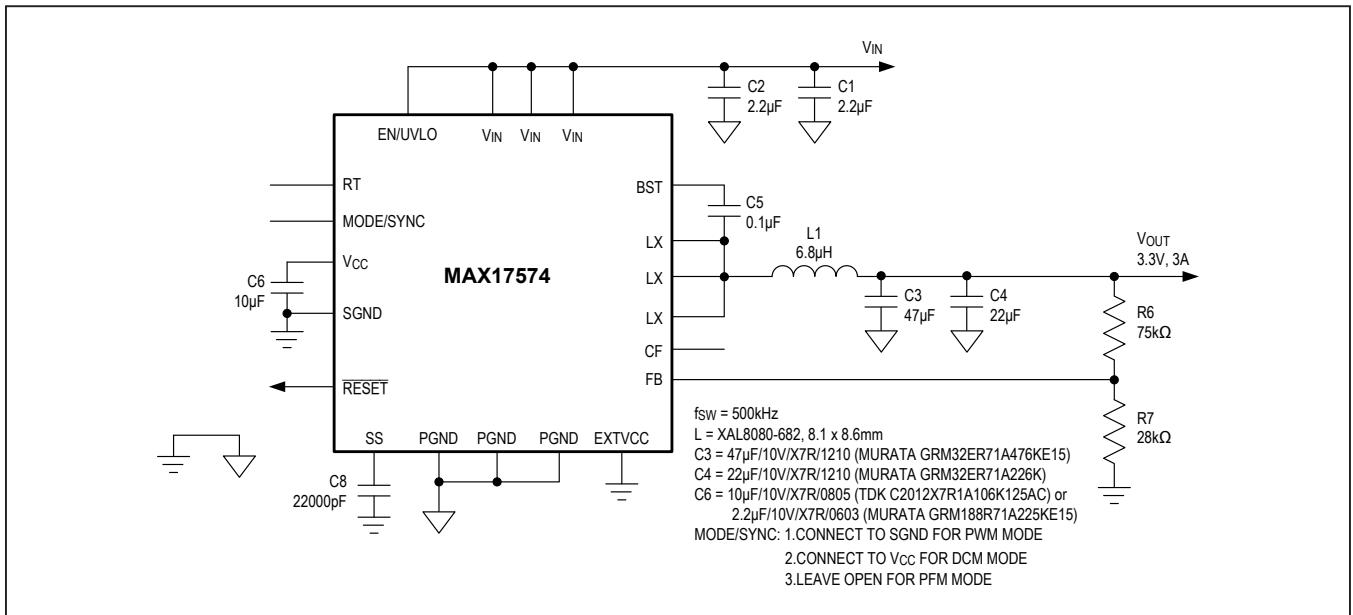 VIN
C2
2.2µF
C1
2.2µF
EN/UVLO
VIN
VIN
VIN
RT
MODE/SYNC
VCC
C6
10µF
SGND
RESET
MAX17574
BST
C5
0.1µF
LX
LX
LX
CF
FB
L1
6.8µH
C3
47µF
C4
22µF
VOUT
3.3V, 3A
R6
75kΩ
R7
28kΩ
SS
PGND
PGND
PGND
EXTVCC
C8
22000pF
fSW = 500kHz
L = XAL8080-682, 8.1 x 8.6mm
C3 = 47µF/10V/X7R/1210 (MURATA GRM32ER71A476KE15)
C4 = 22µF/10V/X7R/1210 (MURATA GRM32ER71A226K)
C6 = 10µF/10V/X7R/0805 (TDK C2012X7R1A106K125AC) or
2.2µF/10V/X7R/0603 (MURATA GRM188R71A225KE15)
MODE/SYNC: 1.CONNECT TO SGND FOR PWM MODE
2.CONNECT TO VCC FOR DCM MODE
3.LEAVE OPEN FOR PFM MODE